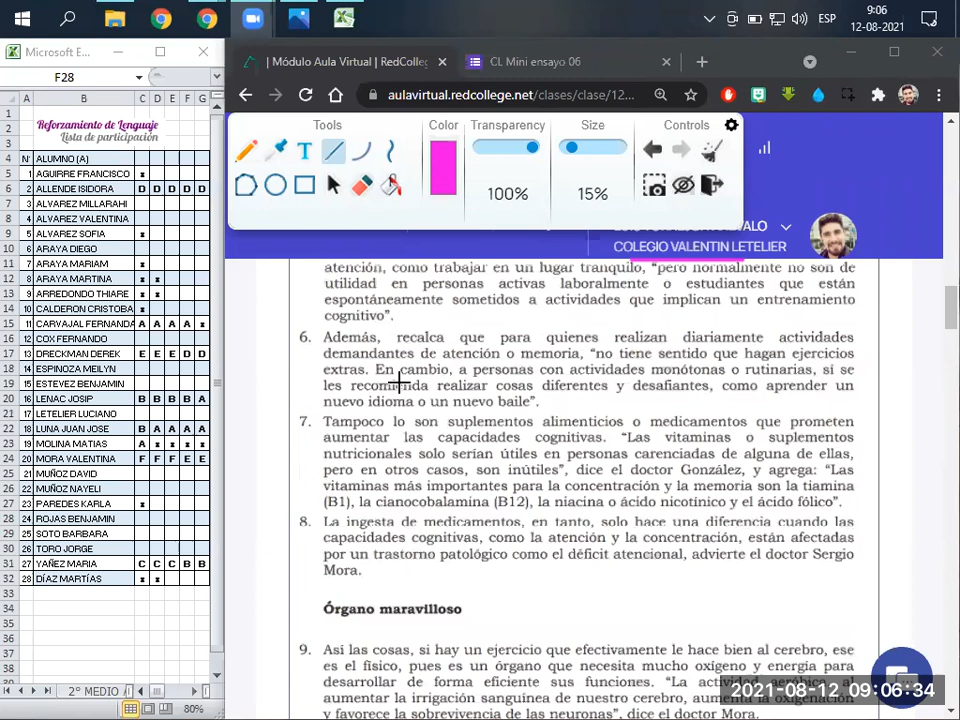 9:06
ESP
12-08-2021
Microsoft E...
F28
A B C D E F G
Reforzamiento de Lenguaje
Lista de participación
N° ALUMNO (A)
1 AGUIRRE FRANCISCO x
2 ALLENDE ISIDORA D D D D D
3 ALVAREZ MILLARAHI
4 ALVAREZ VALENTINA
5 ALVAREZ SOFIA x
6 ARAYA DIEGO
7 ARAYA MARIAM x
8 ARAYA MARTINA x x
9 ARREDONDO THIARE x x
10 CALDERON CRISTOBA x
11 CARVAJAL FERNANDA A A A A x
12 COX FERNANDO
13 DRECKMAN DEREK E E E D D
14 ESPINOZA MEILYN
15 ESTEVEZ BENJAMIN
16 LENAC JOSIP B B B B A
17 LETELIER LUCIANO
18 LUNA JUAN JOSE B A A A A
19 MOLINA MATIAS A x x x x
20 MORA VALENTINA F F F E E
21 MUÑOZ DAVID
22 MUÑOZ NAYELI
23 PAREDES KARLA x
24 ROJAS BENJAMIN
25 SOTO BARBARA
26 TORO JORGE
27 YAÑEZ MARIA C C C B B
28 DÍAZ MARTÍAS x x
2° MEDIO
80%
| Módulo Aula Virtual | RedColleg
CL Mini ensayo 06
aulavirtual.redcollege.net/clases/clase/12...
Tools
Color
Transparency
Size
Controls
100%
15%
COLEGIO VALENTIN LETELIER
atención, como trabajar en un lugar tranquilo, “pero normalmente no son de
utilidad en personas activas laboralmente o estudiantes que están
espontáneamente sometidos a actividades que implican un entrenamiento
cognitivo”.
6. Además, recalca que para quienes realizan diariamente actividades
demandantes de atención o memoria, “no tiene sentido que hagan ejercicios
extras. En cambio, a personas con actividades monótonas o rutinarias, sí se
les recomienda realizar cosas diferentes y desafiantes, como aprender un
nuevo idioma o un nuevo baile”.
7. Tampoco lo son suplementos alimenticios o medicamentos que prometen
aumentar las capacidades cognitivas. “Las vitaminas o suplementos
nutricionales solo serían útiles en personas carenciadas de alguna de ellas,
pero en otros casos, son inútiles”, dice el doctor González, y agrega: “Las
vitaminas más importantes para la concentración y la memoria son la tiamina
(B1), la cianocobalamina (B12), la niacina o ácido nicotínico y el ácido fólico”.
8. La ingesta de medicamentos, en tanto, solo hace una diferencia cuando las
capacidades cognitivas, como la atención y la concentración, están afectadas
por un trastorno patológico como el déficit atencional, advierte el doctor Sergio
Mora.
Órgano maravilloso
9. Así las cosas, si hay un ejercicio que efectivamente le hace bien al cerebro, ese
es el físico, pues es un órgano que necesita mucho oxígeno y energía para
desarrollar de forma eficiente sus funciones. “La actividad aeróbica, al
aumentar la irrigación sanguínea de nuestro cerebro, aumenta la oxigenación
y favorece la sobrevivencia de las neuronas”, dice el doctor Mora.
2021-08-12 09:06:34